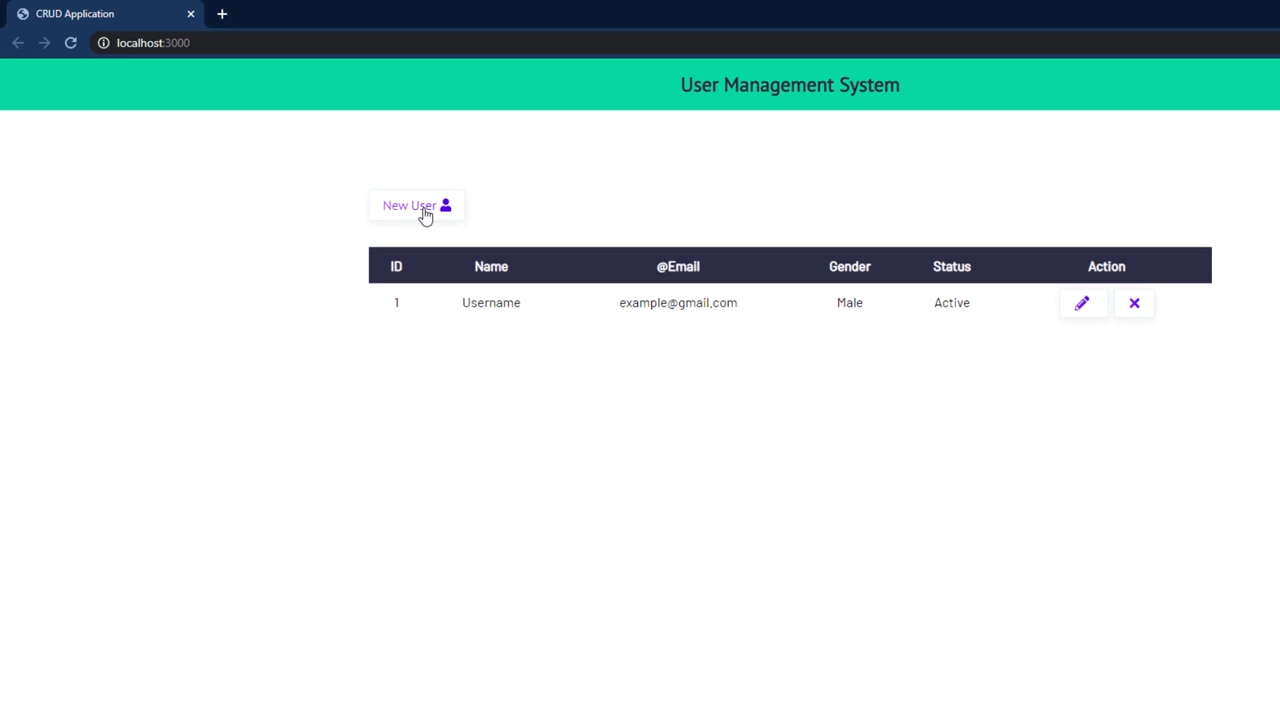 CRUD Application
localhost:3000
User Management System
New User
ID Name @Email Gender Status Action
1 Username example@gmail.com Male Active